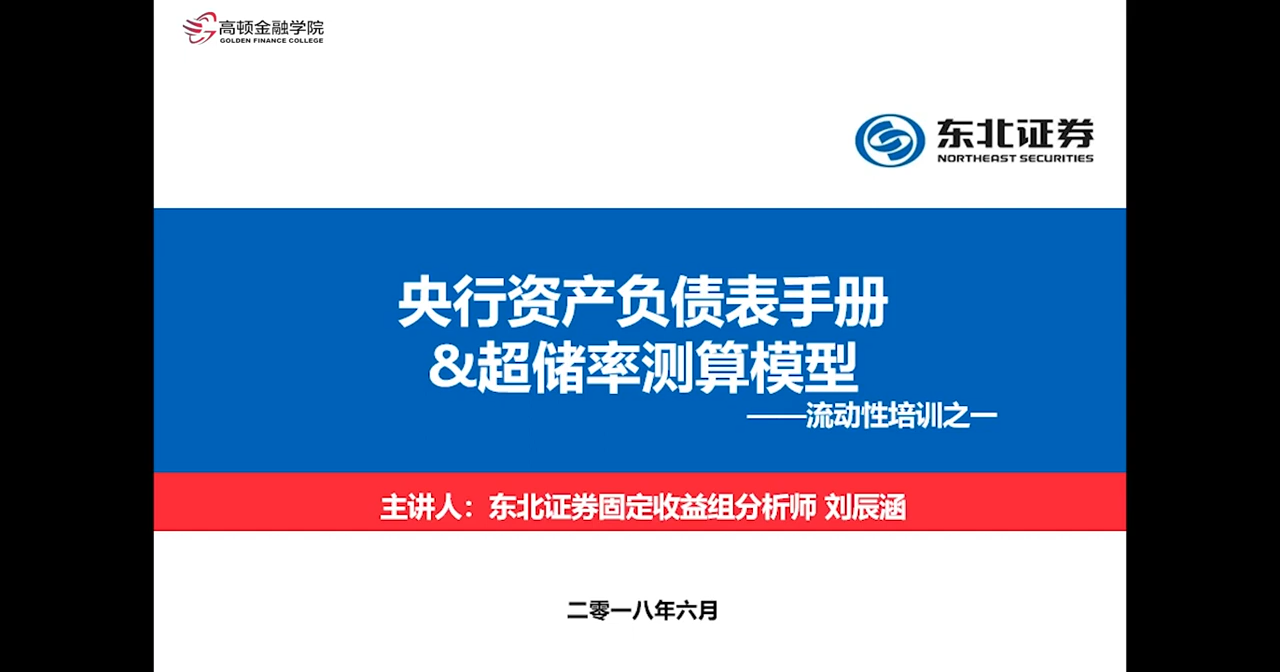 高顿金融学院
GOLDEN FINANCE COLLEGE
东北证券
NORTHEAST SECURITIES
央行资产负债表手册
&超储率测算模型
——流动性培训之一
主讲人：东北证券固定收益组分析师 刘辰涵
二零一八年六月